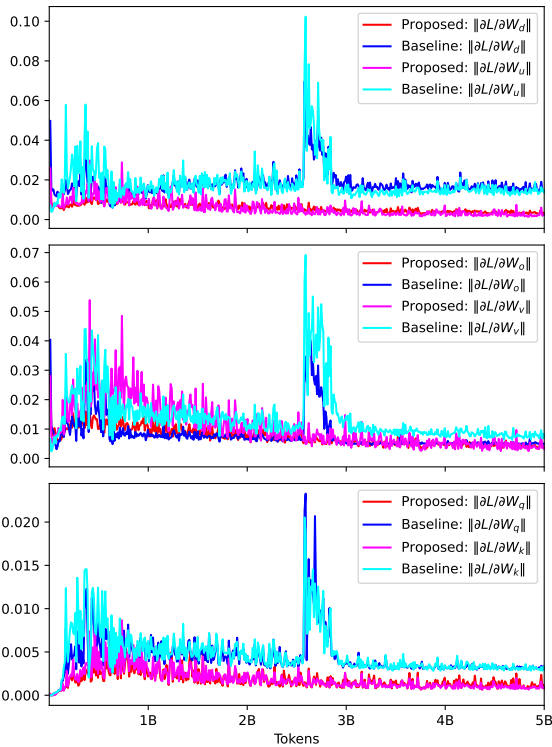 0.10
0.08
0.06
0.04
0.02
0.00
Proposed: ‖∂L/∂W_d‖
Baseline: ‖∂L/∂W_d‖
Proposed: ‖∂L/∂W_u‖
Baseline: ‖∂L/∂W_u‖
0.07
0.06
0.05
0.04
0.03
0.02
0.01
0.00
Proposed: ‖∂L/∂W_o‖
Baseline: ‖∂L/∂W_o‖
Proposed: ‖∂L/∂W_v‖
Baseline: ‖∂L/∂W_v‖
0.020
0.015
0.010
0.005
0.000
Proposed: ‖∂L/∂W_q‖
Baseline: ‖∂L/∂W_q‖
Proposed: ‖∂L/∂W_k‖
Baseline: ‖∂L/∂W_k‖
1B 2B 3B 4B 5B
Tokens